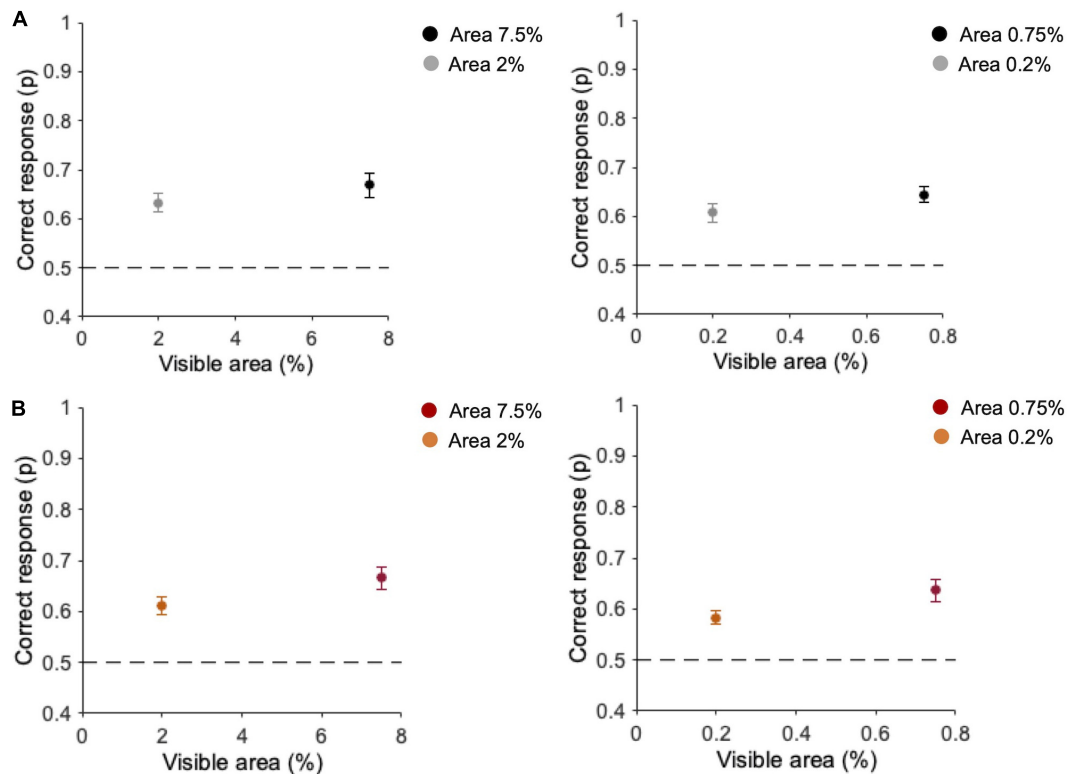 A
Area 7.5%
Area 2%
Correct response (p)
1
0.9
0.8
0.7
0.6
0.5
0.4
0 2 4 6 8
Visible area (%)
Area 0.75%
Area 0.2%
Correct response (p)
1
0.9
0.8
0.7
0.6
0.5
0.4
0 0.2 0.4 0.6 0.8
Visible area (%)
B
Area 7.5%
Area 2%
Correct response (p)
1
0.9
0.8
0.7
0.6
0.5
0.4
0 2 4 6 8
Visible area (%)
Area 0.75%
Area 0.2%
Correct response (p)
1
0.9
0.8
0.7
0.6
0.5
0.4
0 0.2 0.4 0.6 0.8
Visible area (%)